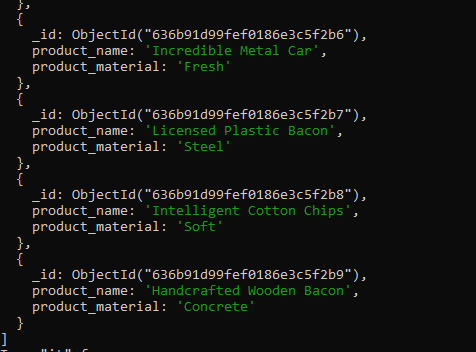 },
{
_id: ObjectId("636b91d99fef0186e3c5f2b6"),
product_name: 'Incredible Metal Car',
product_material: 'Fresh'
},
{
_id: ObjectId("636b91d99fef0186e3c5f2b7"),
product_name: 'Licensed Plastic Bacon',
product_material: 'Steel'
},
{
_id: ObjectId("636b91d99fef0186e3c5f2b8"),
product_name: 'Intelligent Cotton Chips',
product_material: 'Soft'
},
{
_id: ObjectId("636b91d99fef0186e3c5f2b9"),
product_name: 'Handcrafted Wooden Bacon',
product_material: 'Concrete'
}
]